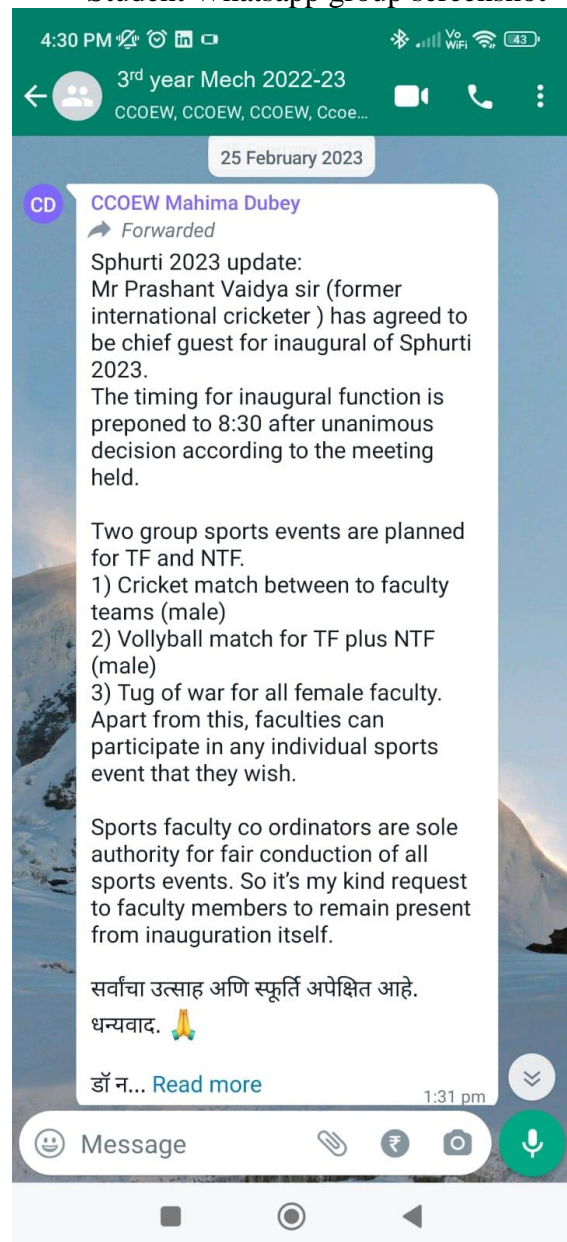 Student Whatsapp group screenshot
4:30 PM
Vo
WiFi
43
3rd year Mech 2022-23
CCOEW, CCOEW, CCOEW, Ccoe...
25 February 2023
CD
CCOEW Mahima Dubey
Forwarded
Sphurti 2023 update:
Mr Prashant Vaidya sir (former
international cricketer ) has agreed to
be chief guest for inaugural of Sphurti
2023.
The timing for inaugural function is
preponed to 8:30 after unanimous
decision according to the meeting
held.
Two group sports events are planned
for TF and NTF.
1) Cricket match between to faculty
teams (male)
2) Vollyball match for TF plus NTF
(male)
3) Tug of war for all female faculty.
Apart from this, faculties can
participate in any individual sports
event that they wish.
Sports faculty co ordinators are sole
authority for fair conduction of all
sports events. So it's my kind request
to faculty members to remain present
from inauguration itself.
सर्वांचा उत्साह अणि स्फूर्ति अपेक्षित आहे.
धन्यवाद. 🙏
डॉ न... Read more
1:31 pm
Message